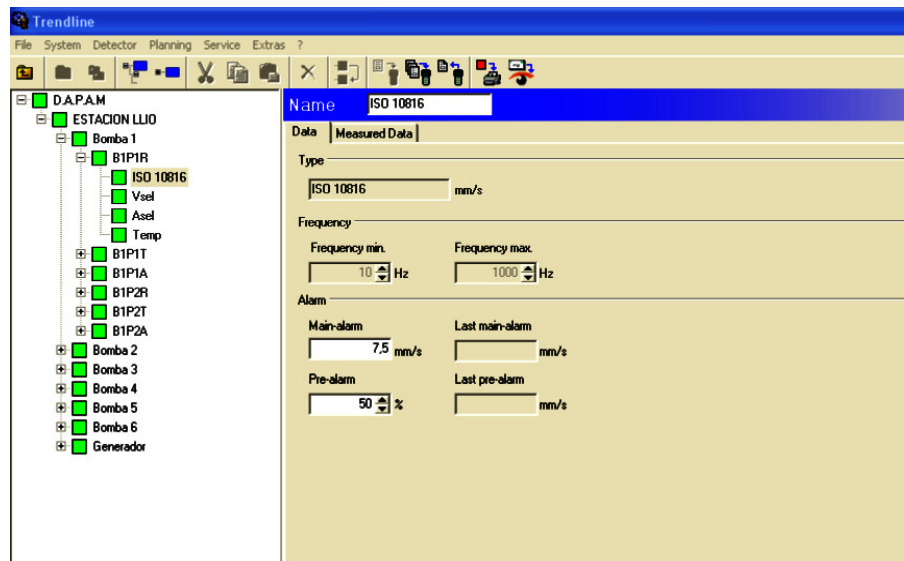 Trendline
File System Detector Planning Service Extras ?
D.A.P.A.M
ESTACION LLIO
Bomba 1
B1P1R
ISO 10816
Vsel
Asel
Temp
B1P1T
B1P1A
B1P2R
B1P2T
B1P2A
Bomba 2
Bomba 3
Bomba 4
Bomba 5
Bomba 6
Generador
Name ISO 10816
Data Measured Data
Type
ISO 10816 mm/s
Frequency
Frequency min. Frequency max.
10 Hz 1000 Hz
Alarm
Main-alarm Last main-alarm
7,5 mm/s mm/s
Pre-alarm Last pre-alarm
50 % mm/s